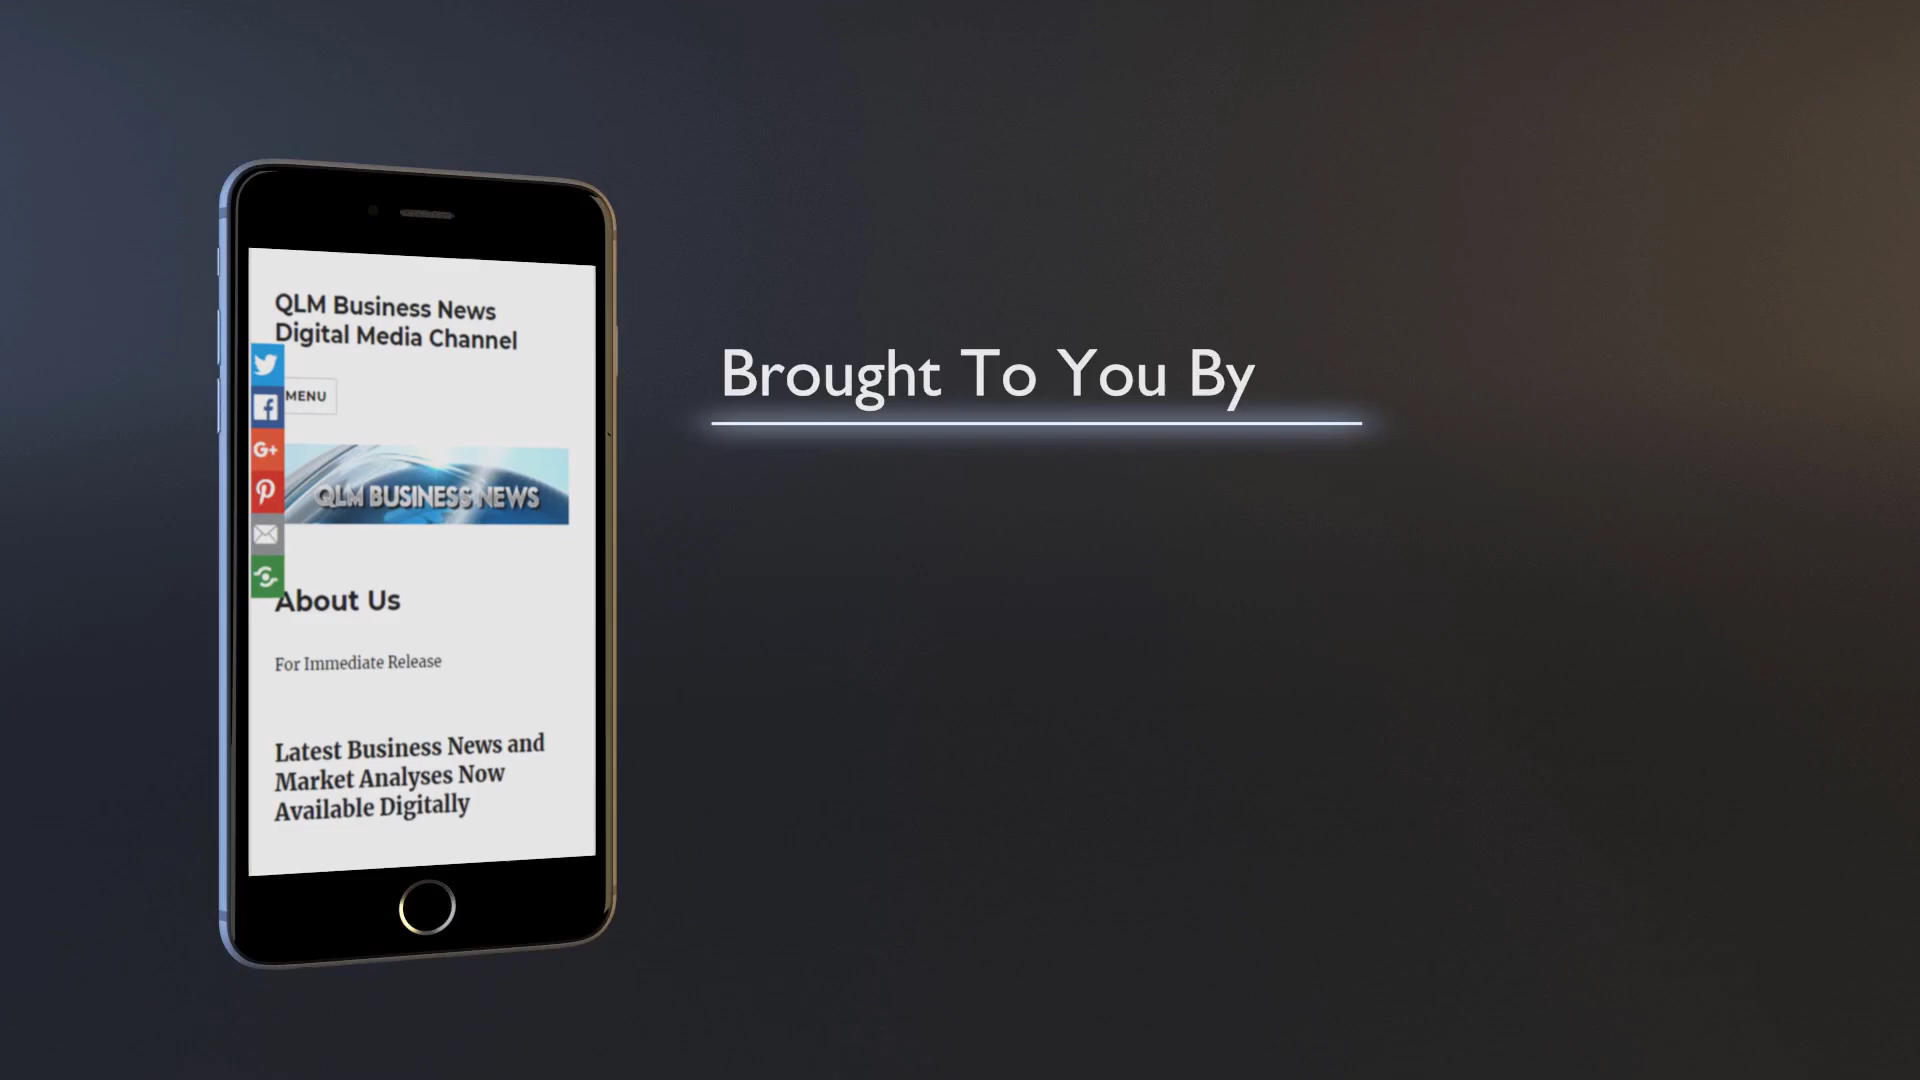 QLM Business News
Digital Media Channel
MENU
QLM BUSINESS NEWS
About Us
For Immediate Release
Latest Business News and
Market Analyses Now
Available Digitally
Brought To You By